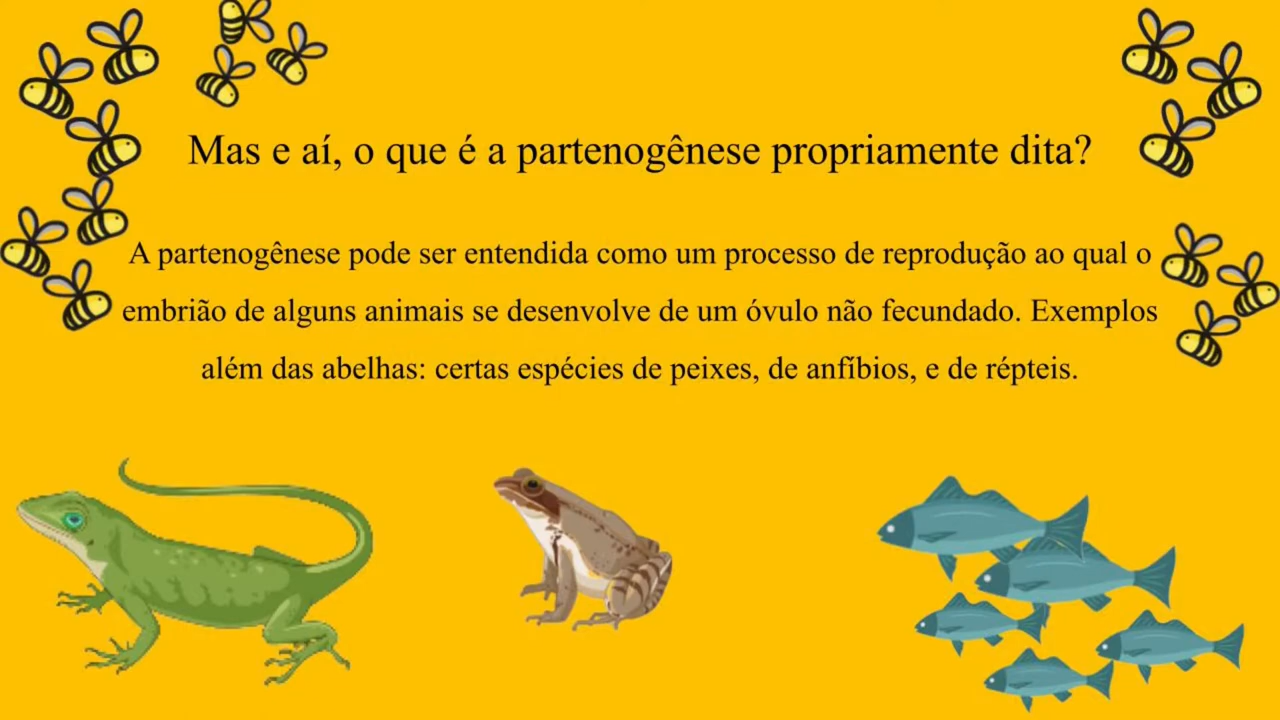 Mas e aí, o que é a partenogênese propriamente dita?
A partenogênese pode ser entendida como um processo de reprodução ao qual o
embrião de alguns animais se desenvolve de um óvulo não fecundado. Exemplos
além das abelhas: certas espécies de peixes, de anfíbios, e de répteis.